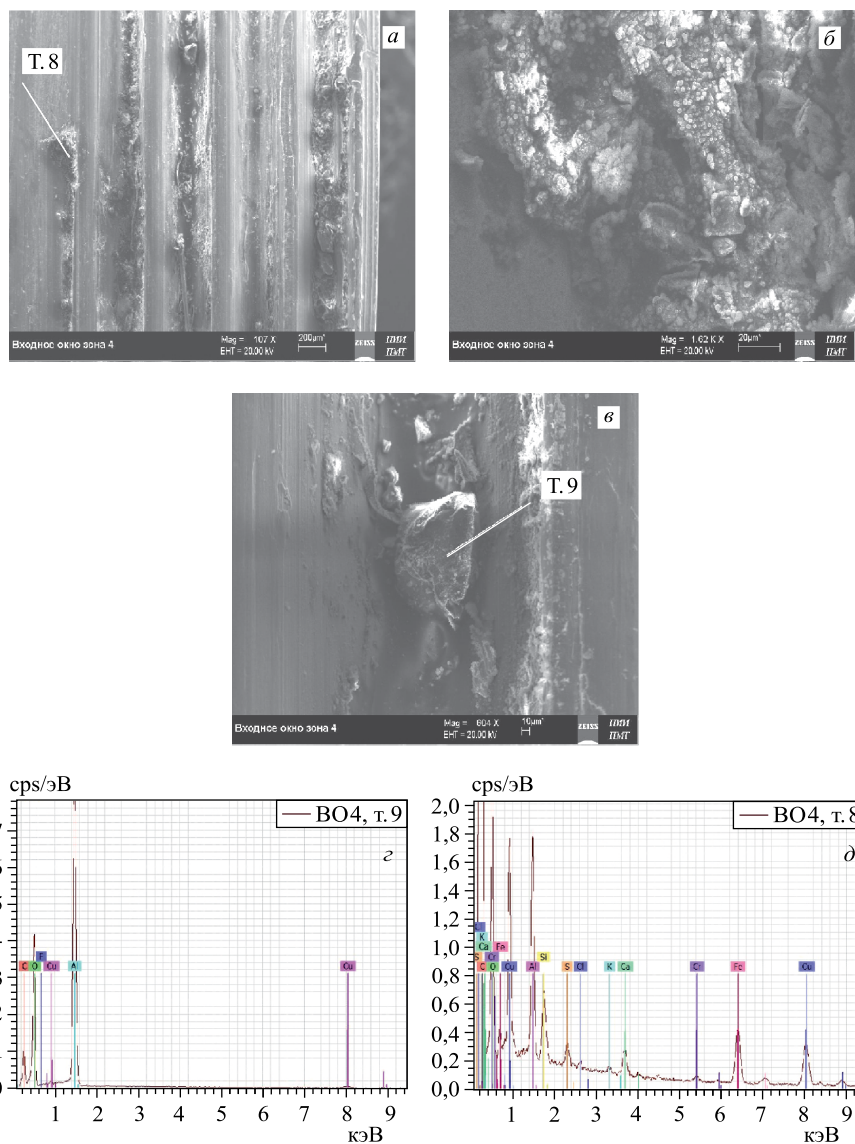 а
Т. 8
Входное окно зона 4
Mag = 107 X
EHT = 20.00 kV
200µm*
ZEISS
б
Входное окно зона 4
Mag = 1.62 K X
EHT = 20.00 kV
20µm*
ZEISS
в
Т. 9
Входное окно зона 4
Mag = 604 X
EHT = 20.00 kV
10µm*
ZEISS
cps/эВ
ВО4, т. 9
г
C O F Cu Al Cu
1 2 3 4 5 6 7 8 9
кэВ
cps/эВ
2,0
ВО4, т. 8
д
1,8
1,6
1,4
1,2
1,0
K
Ca Fe
Si
S Cr
C O Cu Al S Cl K Ca Cr Fe Cu
0,8
0,6
0,4
0,2
0,0
1 2 3 4 5 6 7 8 9
кэВ